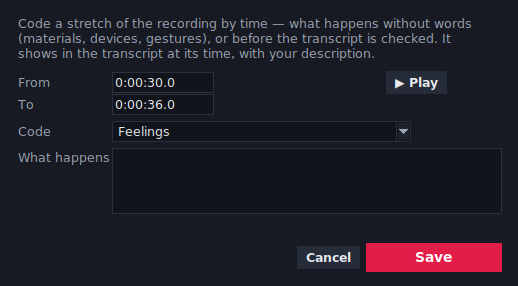 Code a stretch of the recording by time — what happens without words
(materials, devices, gestures), or before the transcript is checked. It
shows in the transcript at its time, with your description.
From 0:00:30.0 ▶ Play
To 0:00:36.0
Code Feelings
What happens
Cancel Save